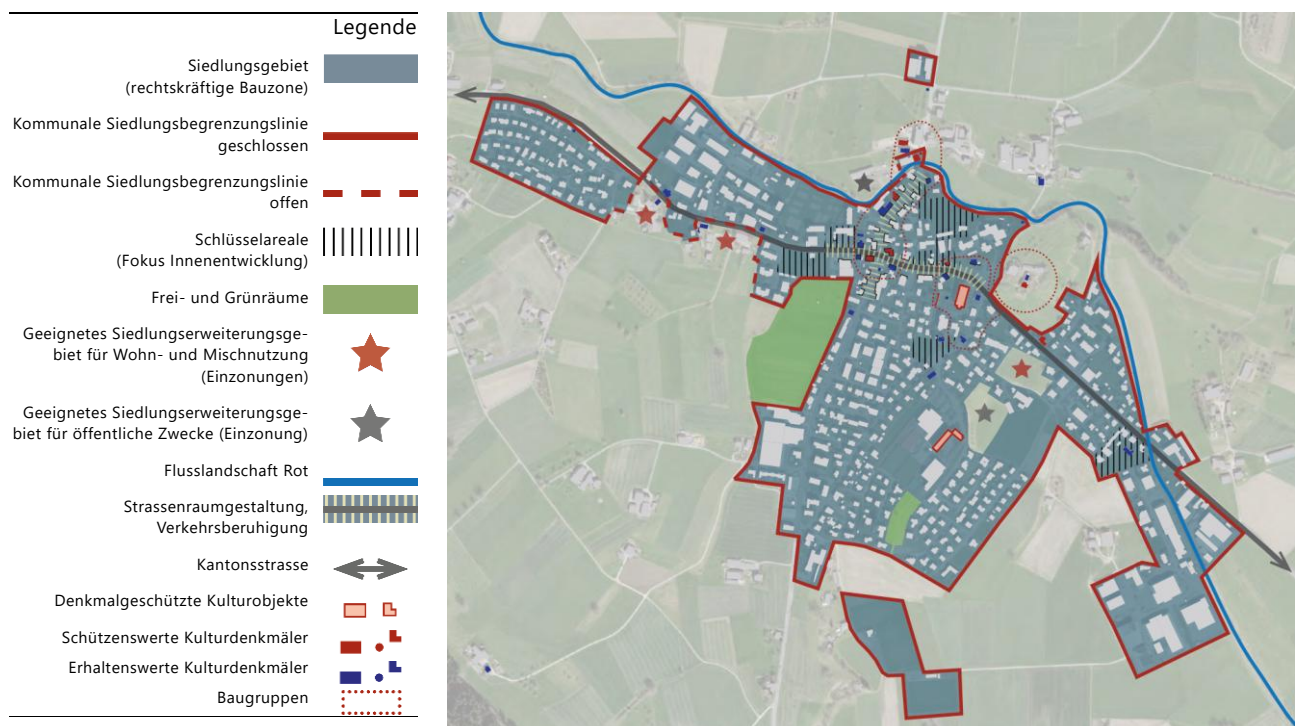 Legende
Siedlungsgebiet
(rechtskräftige Bauzone)
Kommunale Siedlungsbegrenzungslinie
geschlossen
Kommunale Siedlungsbegrenzungslinie
offen
Schlüsselareale
(Fokus Innenentwicklung)
Frei- und Grünräume
Geeignetes Siedlungserweiterungsge-
biet für Wohn- und Mischnutzung
(Einzonungen)
Geeignetes Siedlungserweiterungsge-
biet für öffentliche Zwecke (Einzonung)
Flusslandschaft Rot
Strassenraumgestaltung,
Verkehrsberuhigung
Kantonsstrasse
Denkmalgeschützte Kulturobjekte
Schützenswerte Kulturdenkmäler
Erhaltenswerte Kulturdenkmäler
Baugruppen